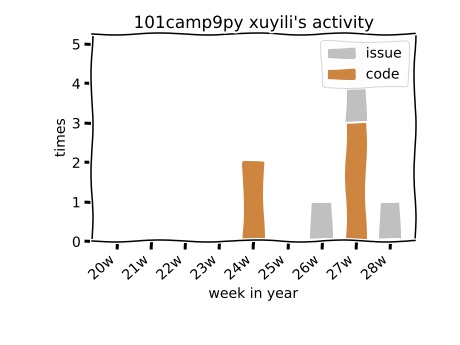 101camp9py xuyili's activity
issue
code
5
4
3
2
1
0
times
20w 21w 22w 23w 24w 25w 26w 27w 28w
week in year